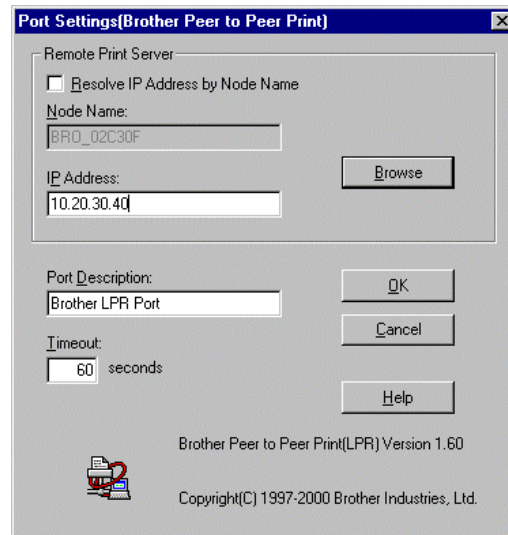 Port Settings(Brother Peer to Peer Print)
Remote Print Server
Resolve IP Address by Node Name
Node Name:
BRO_02C30F
IP Address:
10.20.30.40
Browse
Port Description:
Brother LPR Port
OK
Cancel
Timeout:
60 seconds
Help
Brother Peer to Peer Print(LPR) Version 1.60
Copyright(C) 1997-2000 Brother Industries, Ltd.